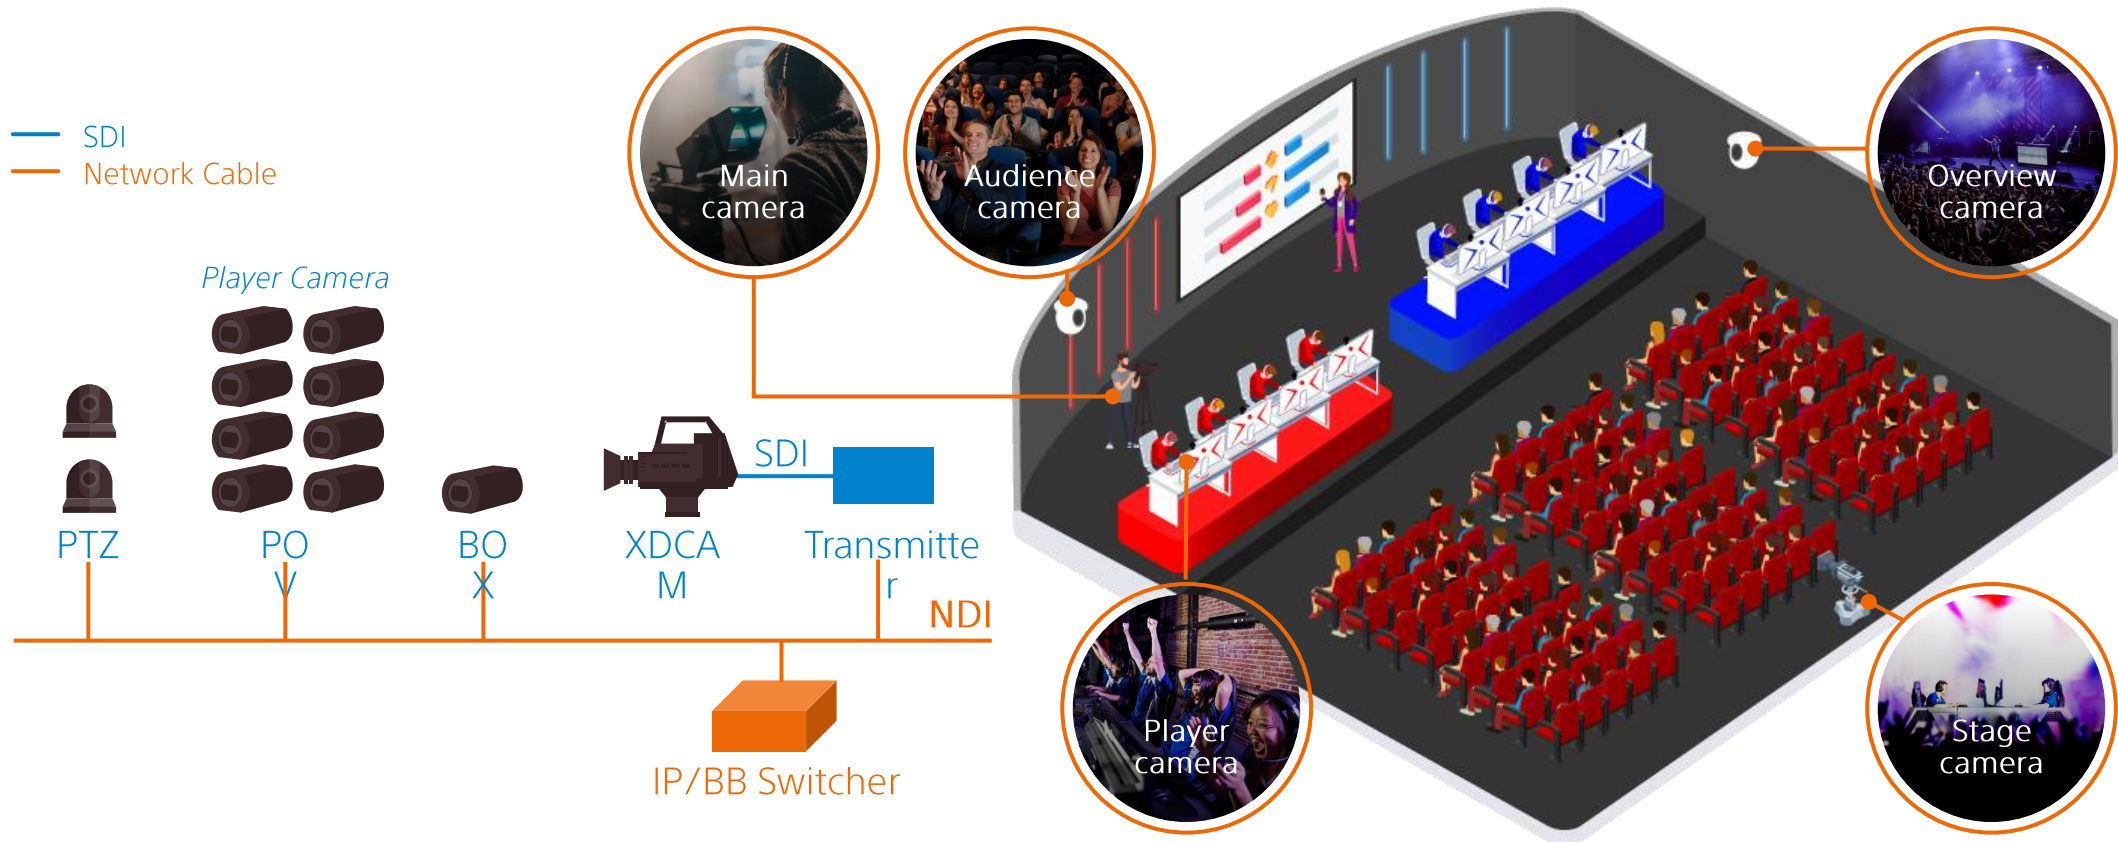 SDI
Network Cable
Player Camera
PTZ
PO
V
BO
X
XDCA
M
SDI
Transmitte
r
NDI
IP/BB Switcher
Main
camera
Audience
camera
Overview
camera
Player
camera
Stage
camera